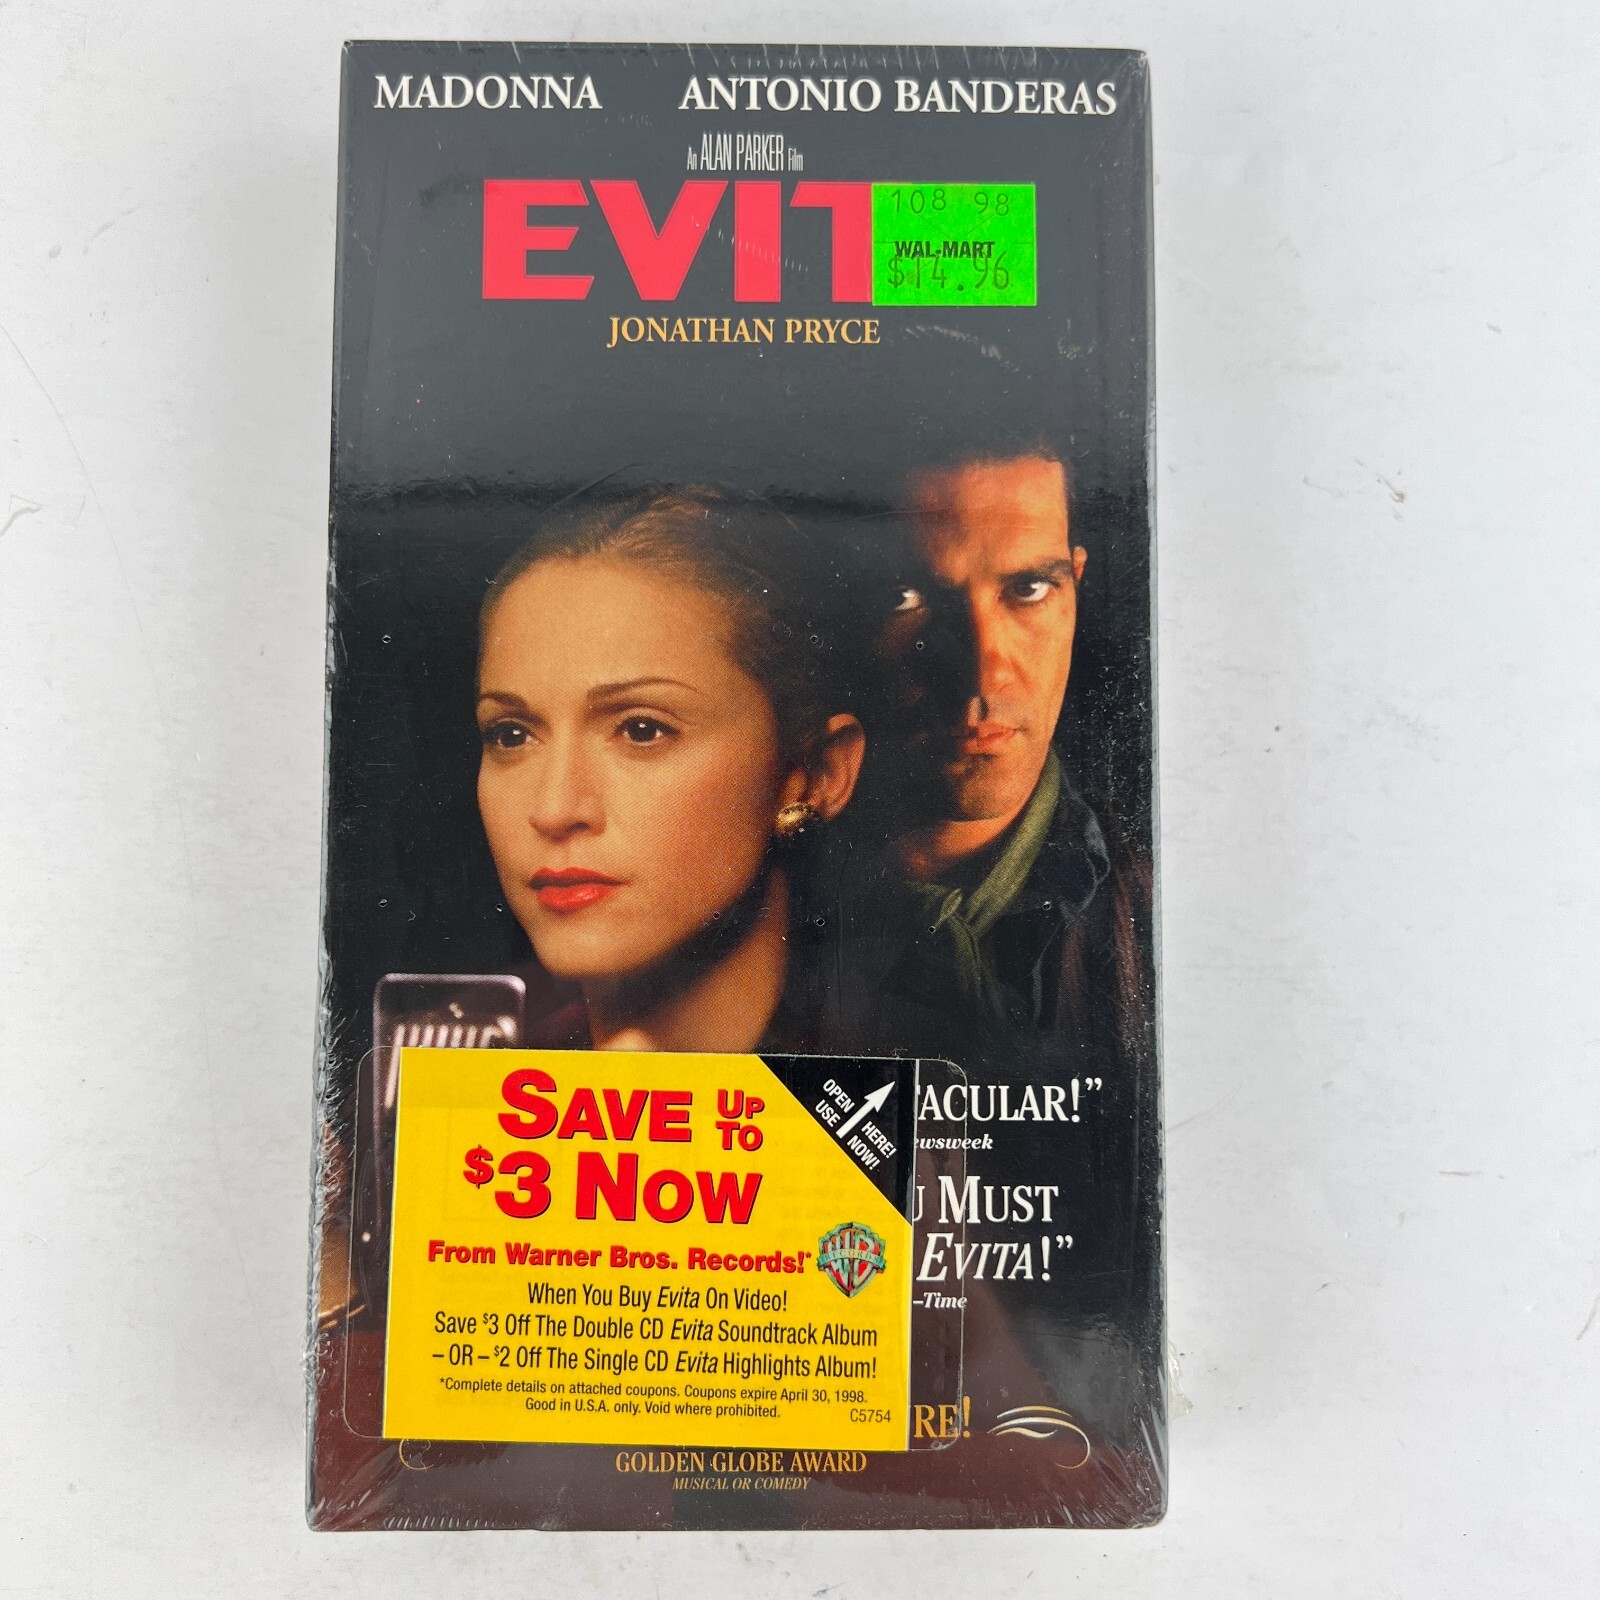 MADONNA ANTONIO BANDERAS
An ALAN PARKER Film
EVIT
108 98
WAL-MART
$14.96
JONATHAN PRYCE
SAVE UP TO
$3 NOW
OPEN HERE!
USE NOW!
From Warner Bros. Records!*
WB
RECORDS
When You Buy Evita On Video!
Save $3 Off The Double CD Evita Soundtrack Album
– OR – $2 Off The Single CD Evita Highlights Album!
*Complete details on attached coupons. Coupons expire April 30, 1998.
Good in U.S.A. only. Void where prohibited.
C5754
TACULAR!”
ewsweek
U MUST
EVITA!”
–Time
RE!
GOLDEN GLOBE AWARD
MUSICAL OR COMEDY